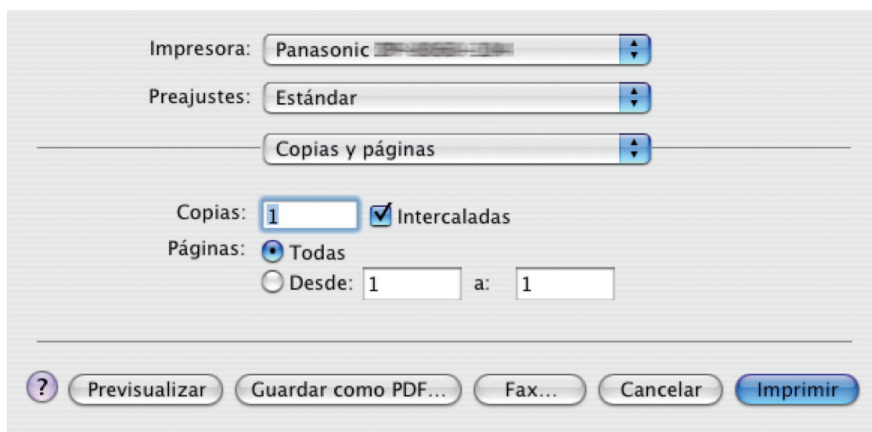 Impresora: Panasonic
Preajustes: Estándar
Copias y páginas
Copias: 1 Intercaladas
Páginas: Todas
Desde: 1 a: 1
? Previsualizar Guardar como PDF... Fax... Cancelar Imprimir